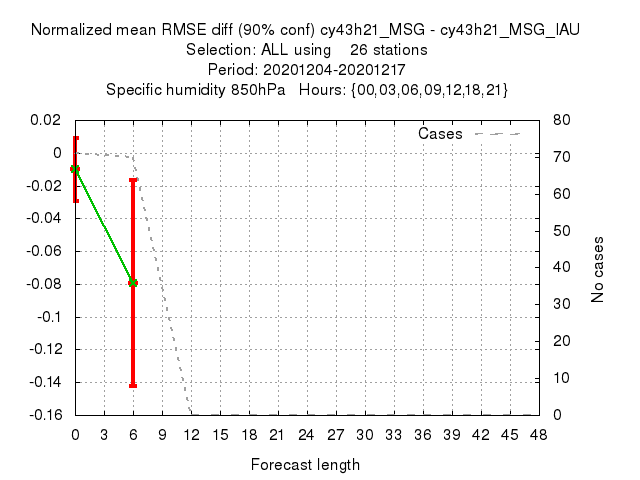 Normalized mean RMSE diff (90% conf) cy43h21_MSG - cy43h21_MSG_IAU
Selection: ALL using 26 stations
Period: 20201204-20201217
Specific humidity 850hPa Hours: {00,03,06,09,12,18,21}
0.02
0
-0.02
-0.04
-0.06
-0.08
-0.1
-0.12
-0.14
-0.16
Cases
80
70
60
50
40
30
20
10
0
No cases
0 3 6 9 12 15 18 21 24 27 30 33 36 39 42 45 48
Forecast length